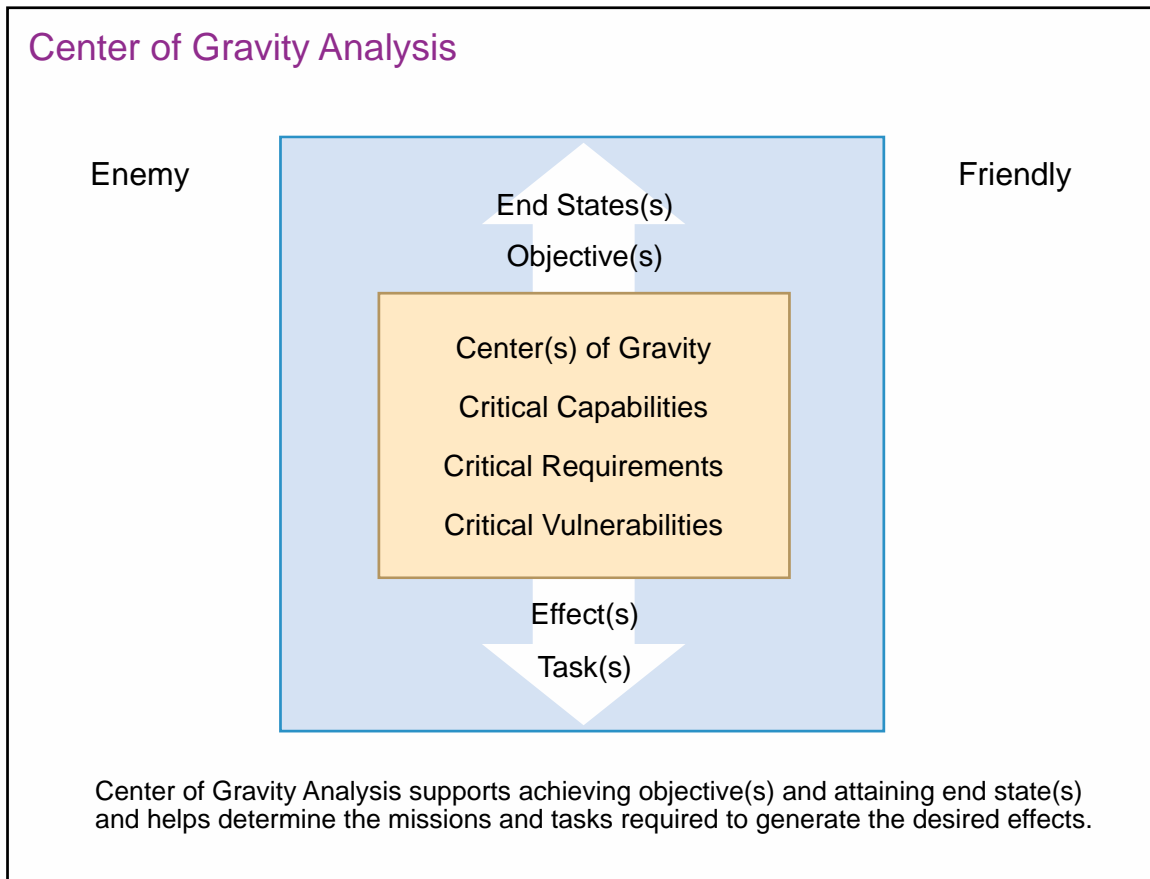 Center of Gravity Analysis
Enemy
Friendly
End States(s)
Objective(s)
Center(s) of Gravity
Critical Capabilities
Critical Requirements
Critical Vulnerabilities
Effect(s)
Task(s)
Center of Gravity Analysis supports achieving objective(s) and attaining end state(s)
and helps determine the missions and tasks required to generate the desired effects.